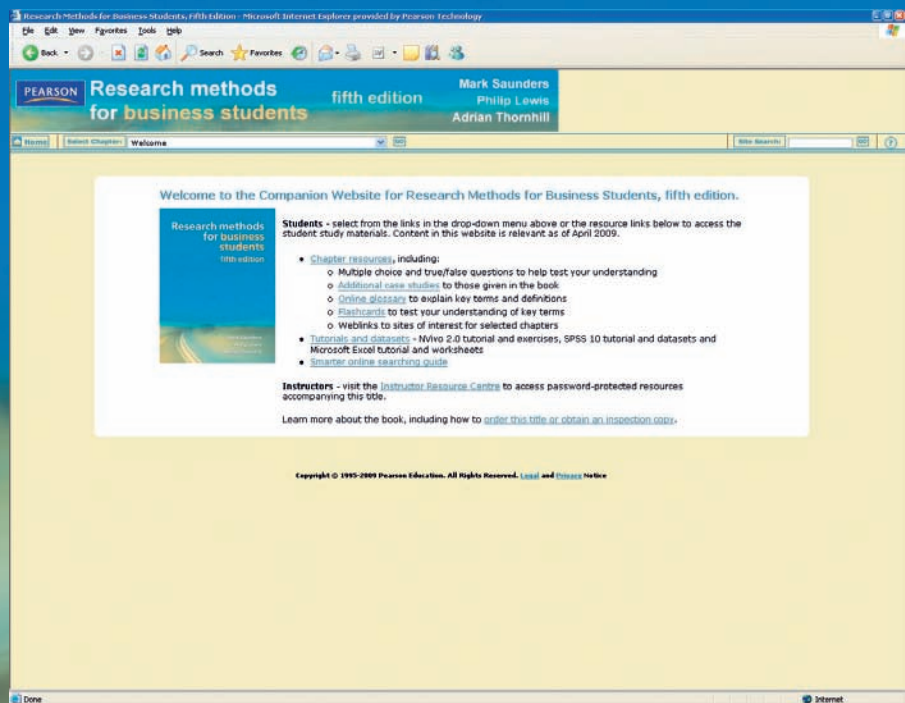 Research Methods for Business Students, Fifth Edition - Microsoft Internet Explorer provided by Pearson Technology
File Edit View Favorites Tools Help
Back Search Favorites
PEARSON Research methods for business students fifth edition Mark Saunders Philip Lewis Adrian Thornhill
Home Select Chapter: Welcome GO Site Search: GO ?
Welcome to the Companion Website for Research Methods for Business Students, fifth edition.
Research methods
for business
students
fifth edition
Students - select from the links in the drop-down menu above or the resource links below to access the
student study materials. Content in this website is relevant as of April 2009.
Chapter resources, including:
Multiple choice and true/false questions to help test your understanding
Additional case studies to those given in the book
Online glossary to explain key terms and definitions
Flashcards to test your understanding of key terms
Weblinks to sites of interest for selected chapters
Tutorials and datasets - NVivo 2.0 tutorial and exercises, SPSS 10 tutorial and datasets and
Microsoft Excel tutorial and worksheets
Smarter online searching guide
Instructors - visit the Instructor Resource Centre to access password-protected resources
accompanying this title.
Learn more about the book, including how to order this title or obtain an inspection copy.
Copyright © 1995-2009 Pearson Education. All Rights Reserved. Legal and Privacy Notice
Done Internet